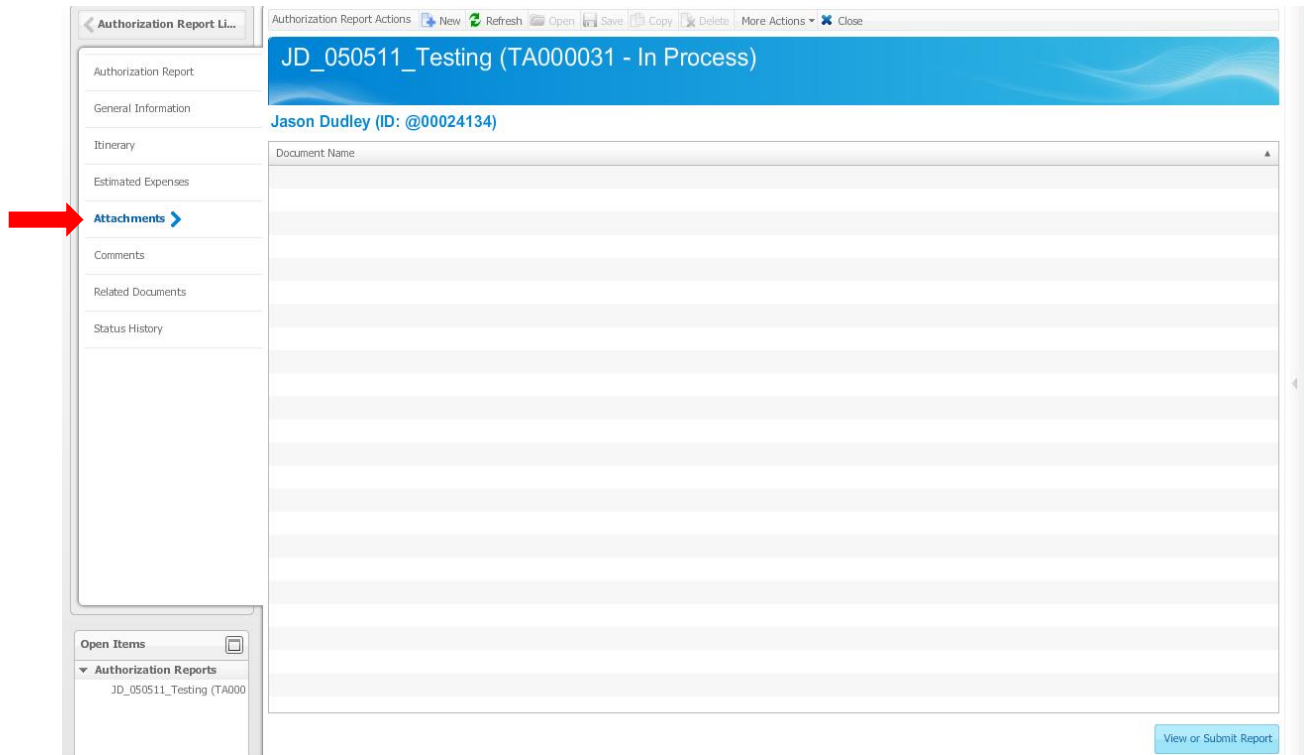 Authorization Report Li...
Authorization Report Actions New Refresh Open Save Copy Delete More Actions Close
JD_050511_Testing (TA000031 - In Process)
Jason Dudley (ID: @00024134)
Document Name
Authorization Report
General Information
Itinerary
Estimated Expenses
Attachments
Comments
Related Documents
Status History
Open Items
Authorization Reports
JD_050511_Testing (TA000
View or Submit Report